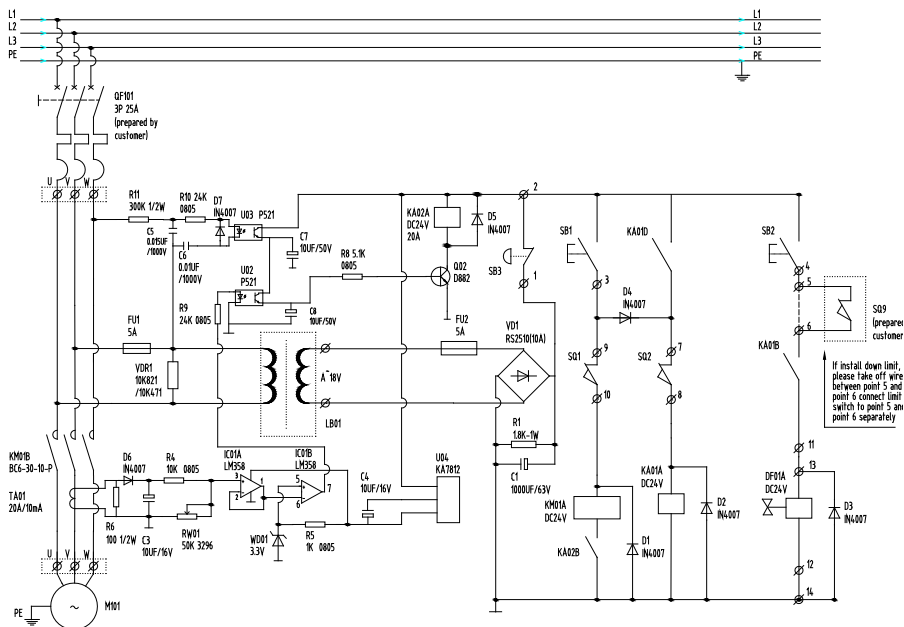 L1
L2
L3
PE
L1
L2
L3
PE
QF101
3P 25A
(prepared by
customer)
U
V
W
R11
300K 1/2W
R10 24K
0805
D7
IN4007
U03
P521
C5
0.015UF
/1000V
C6
0.01UF
/1000V
C7
10UF/50V
U02
P521
R9
24K 0805
C8
10UF/50V
R8 5.1K
0805
KA02A
DC24V
20A
D5
IN4007
Q02
D882
2
SB3
1
SB1
3
KA01D
D4
IN4007
SB2
4
5
6
SQ9
(prepared
customer
KA01B
If install down limit,
please take off wire
between point 5 and
point 6 connect limit
switch to point 5 and
point 6 separately
FU1
5A
VDR1
10K821
/10K471
A~18V
LB01
FU2
5A
VD1
RS2510(10A)
9
SQ1
10
7
SQ2
8
R1
1.8K-1W
C1
1000UF/63V
KM01B
BC6-30-10-P
TA01
20A/10mA
D6
IN4007
R4
10K 0805
R6
100 1/2W
C3
10UF/16V
RW01
50K 3296
IC01A
LM358
3
2
1
IC01B
LM358
5
6
7
WD01
3.3V
R5
1K 0805
C4
10UF/16V
U04
KA7812
KM01A
DC24V
KA02B
D1
IN4007
KA01A
DC24V
D2
IN4007
11
13
DF01A
DC24V
D3
IN4007
12
14
U
V
W
M101
~
PE